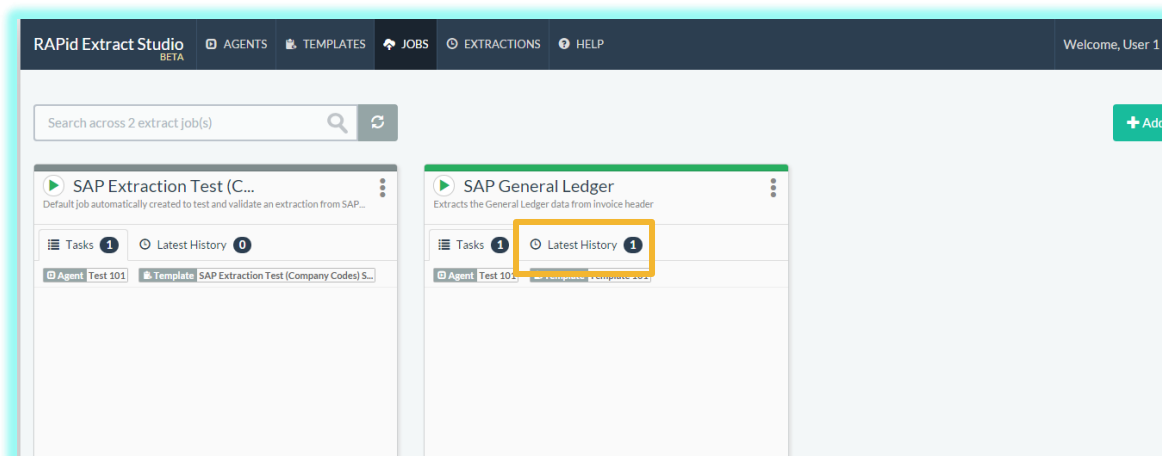 RAPid Extract Studio
BETA
AGENTS
TEMPLATES
JOBS
EXTRACTIONS
HELP
Welcome, User 1
Search across 2 extract job(s)
Add
SAP Extraction Test (C...
Default job automatically created to test and validate an extraction from SAP...
Tasks 1
Latest History 0
Agent Test 101
Template SAP Extraction Test (Company Codes) S...
SAP General Ledger
Extracts the General Ledger data from invoice header
Tasks 1
Latest History 1
Agent Test 101
Template Template 101